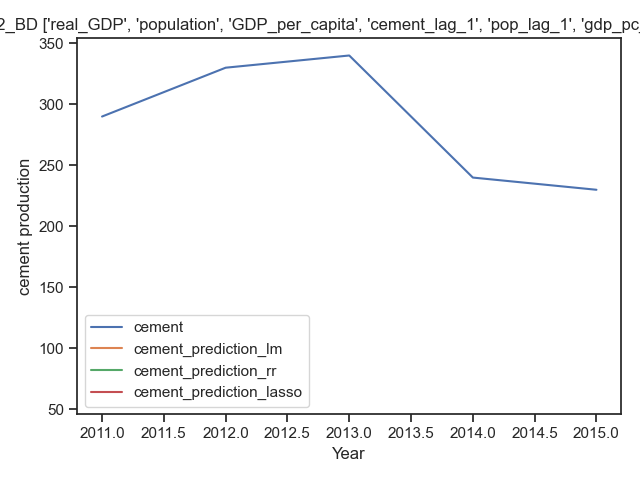 2_BD ['real_GDP', 'population', 'GDP_per_capita', 'cement_lag_1', 'pop_lag_1', 'gdp_pc_
350
300
250
200
150
100
50
cement production
cement
cement_prediction_lm
cement_prediction_rr
cement_prediction_lasso
2011.0 2011.5 2012.0 2012.5 2013.0 2013.5 2014.0 2014.5 2015.0
Year